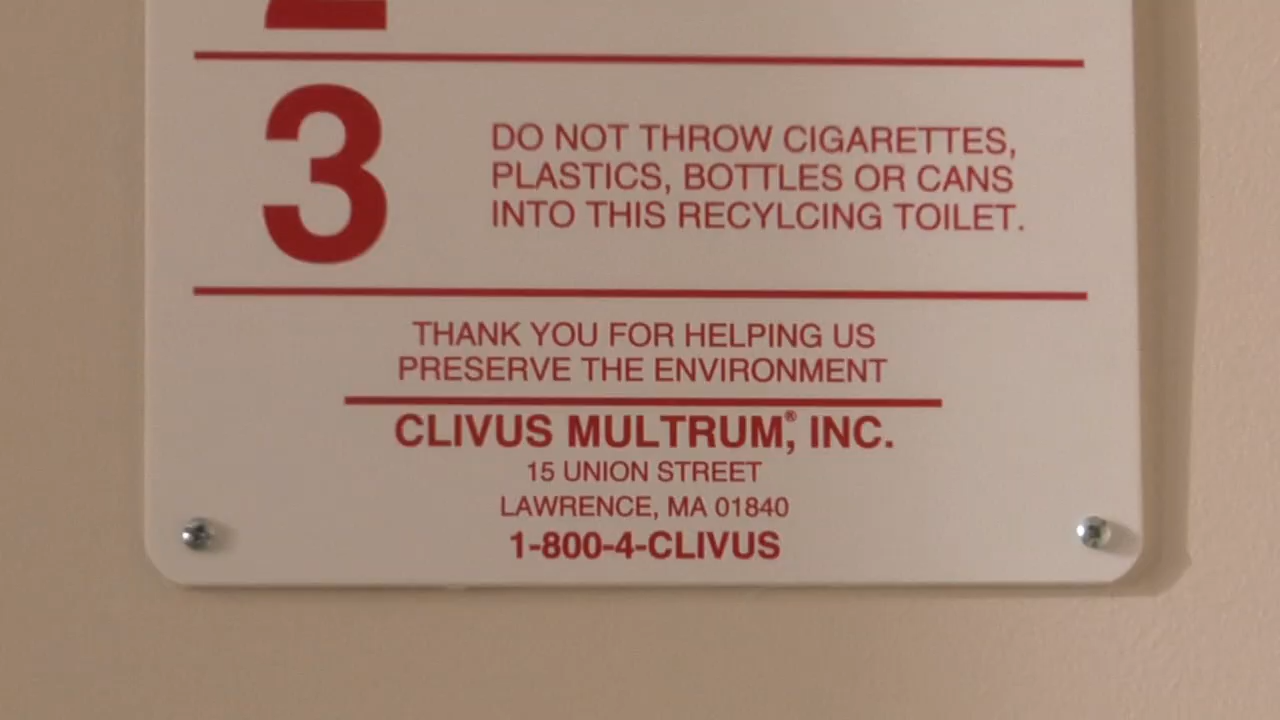 3
DO NOT THROW CIGARETTES,
PLASTICS, BOTTLES OR CANS
INTO THIS RECYLCING TOILET.
THANK YOU FOR HELPING US
PRESERVE THE ENVIRONMENT
CLIVUS MULTRUM®, INC.
15 UNION STREET
LAWRENCE, MA 01840
1-800-4-CLIVUS